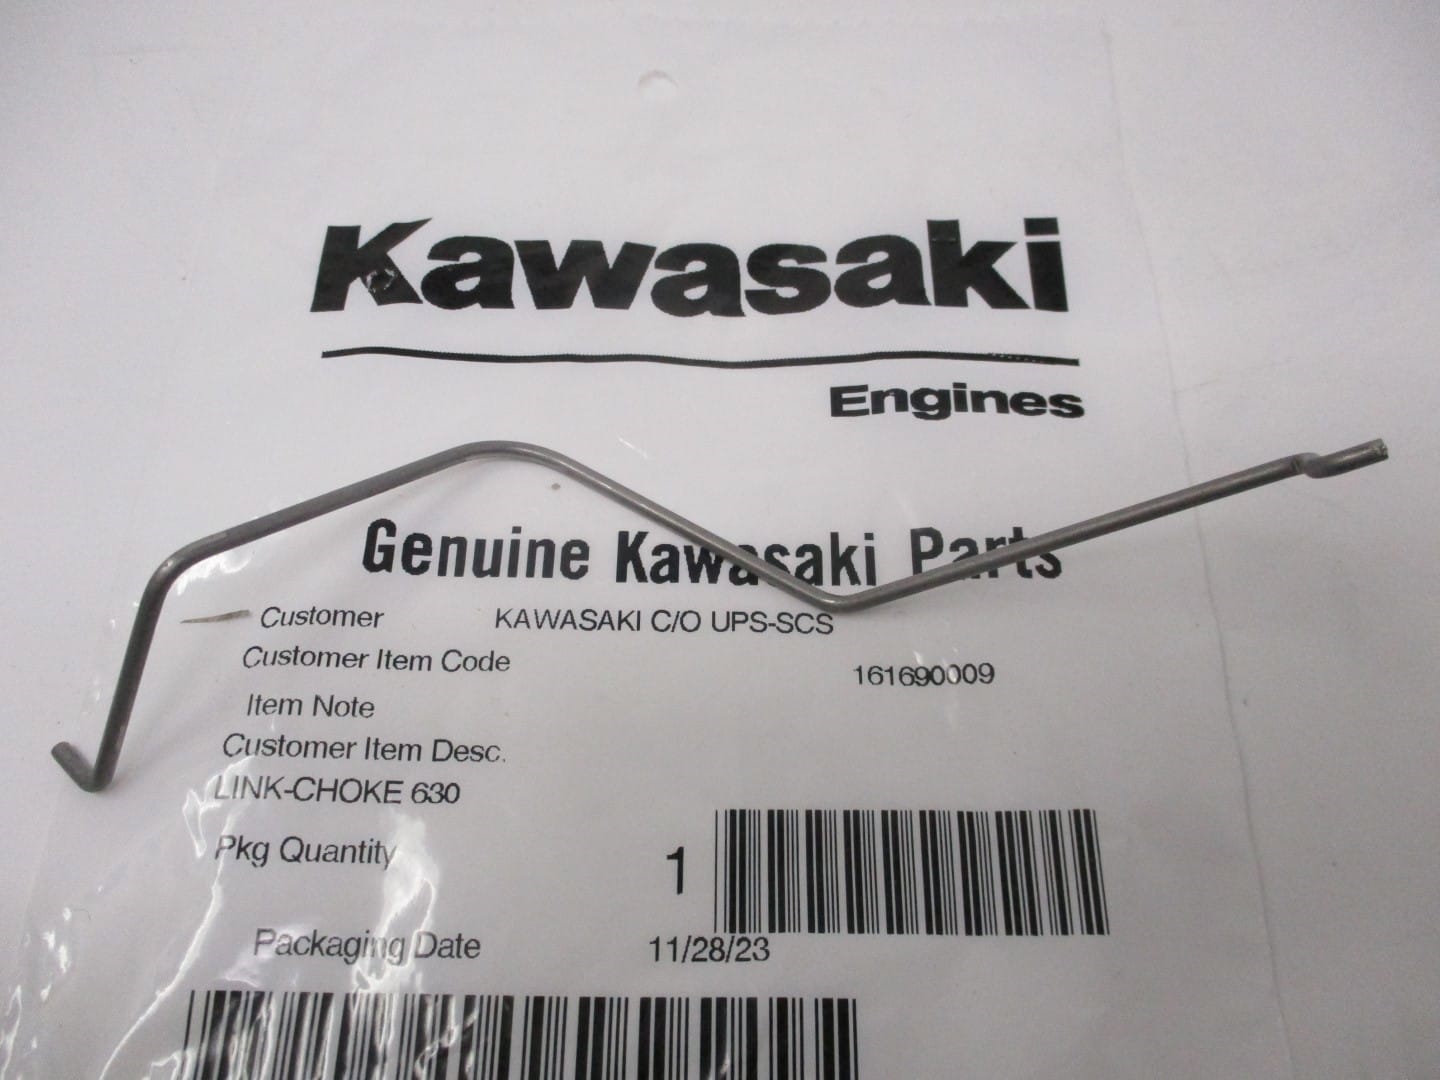 Kawasaki
Engines
Genuine Kawasaki Parts
Customer KAWASAKI C/O UPS-SCS
Customer Item Code 161690009
Item Note
Customer Item Desc.
LINK-CHOKE 630
Pkg Quantity 1
Packaging Date 11/28/23